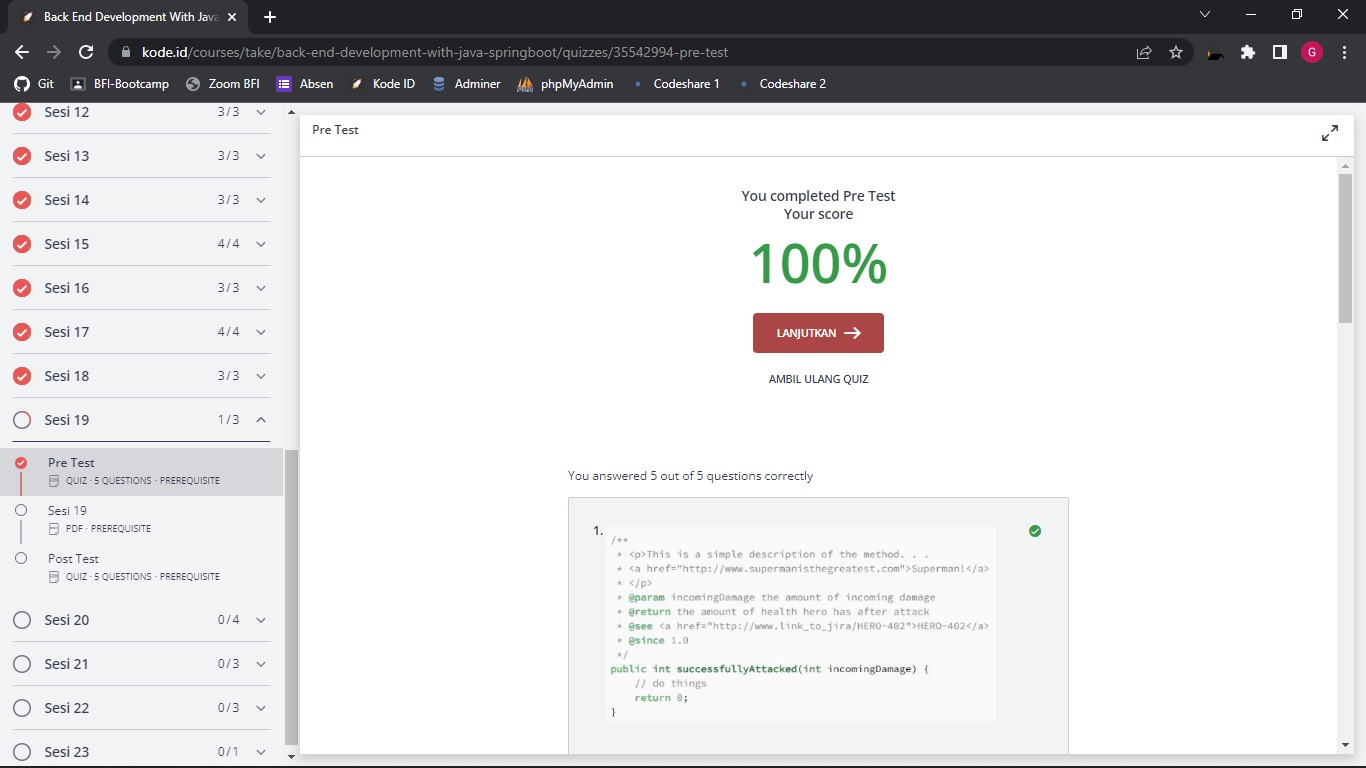 Back End Development With Java
kode.id/courses/take/back-end-development-with-java-springboot/quizzes/35542994-pre-test
G
Git
BFI-Bootcamp
Zoom BFI
Absen
Kode ID
Adminer
phpMyAdmin
Codeshare 1
Codeshare 2
Sesi 12 3/3
Sesi 13 3/3
Sesi 14 3/3
Sesi 15 4/4
Sesi 16 3/3
Sesi 17 4/4
Sesi 18 3/3
Sesi 19 1/3
Pre Test
QUIZ · 5 QUESTIONS · PREREQUISITE
Sesi 19
PDF · PREREQUISITE
Post Test
QUIZ · 5 QUESTIONS · PREREQUISITE
Sesi 20 0/4
Sesi 21 0/3
Sesi 22 0/3
Sesi 23 0/1
Pre Test
You completed Pre Test
Your score
100%
LANJUTKAN
AMBIL ULANG QUIZ
You answered 5 out of 5 questions correctly
1.
/**
* <p>This is a simple description of the method. . .
* <a href="http://www.supermanisthegreatest.com">Superman!</a>
* </p>
* @param incomingDamage the amount of incoming damage
* @return the amount of health hero has after attack
* @see <a href="http://www.link_to_jira/HERO-402">HERO-402</a>
* @since 1.0
*/
public int successfullyAttacked(int incomingDamage) {
// do things
return 0;
}